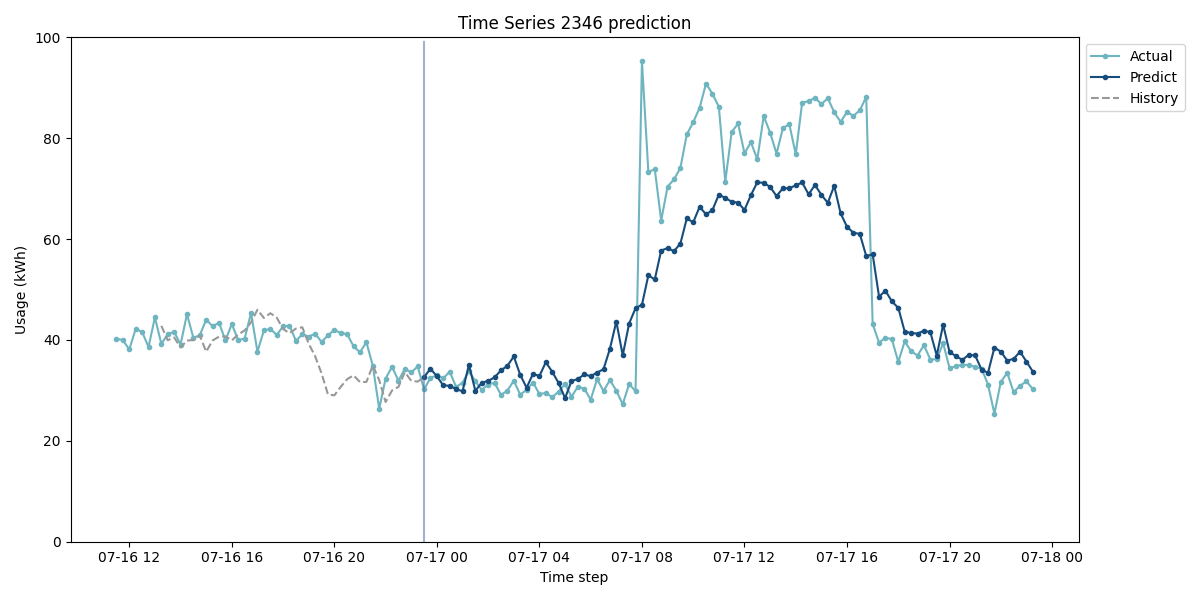 Time Series 2346 prediction
Usage (kWh)
100
80
60
40
20
0
07-16 12
07-16 16
07-16 20
07-17 00
07-17 04
07-17 08
07-17 12
07-17 16
07-17 20
07-18 00
Time step
Actual
Predict
History